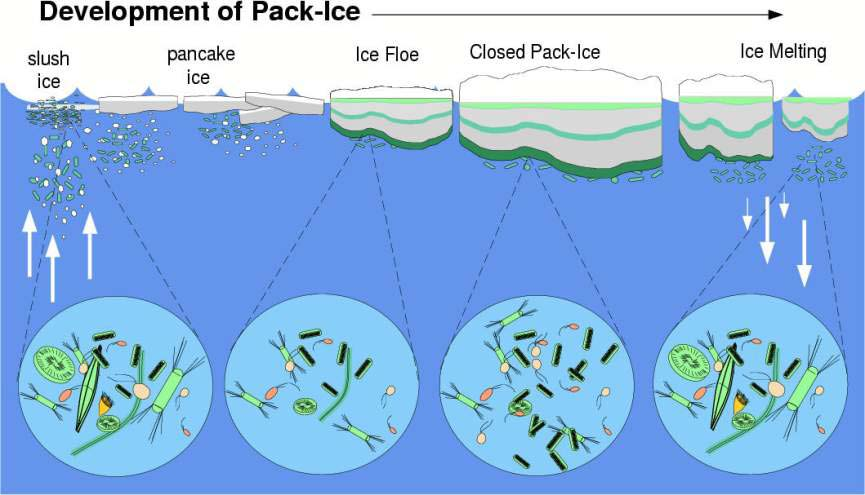 Development of Pack-Ice
slush
ice
pancake
ice
Ice Floe
Closed Pack-Ice
Ice Melting